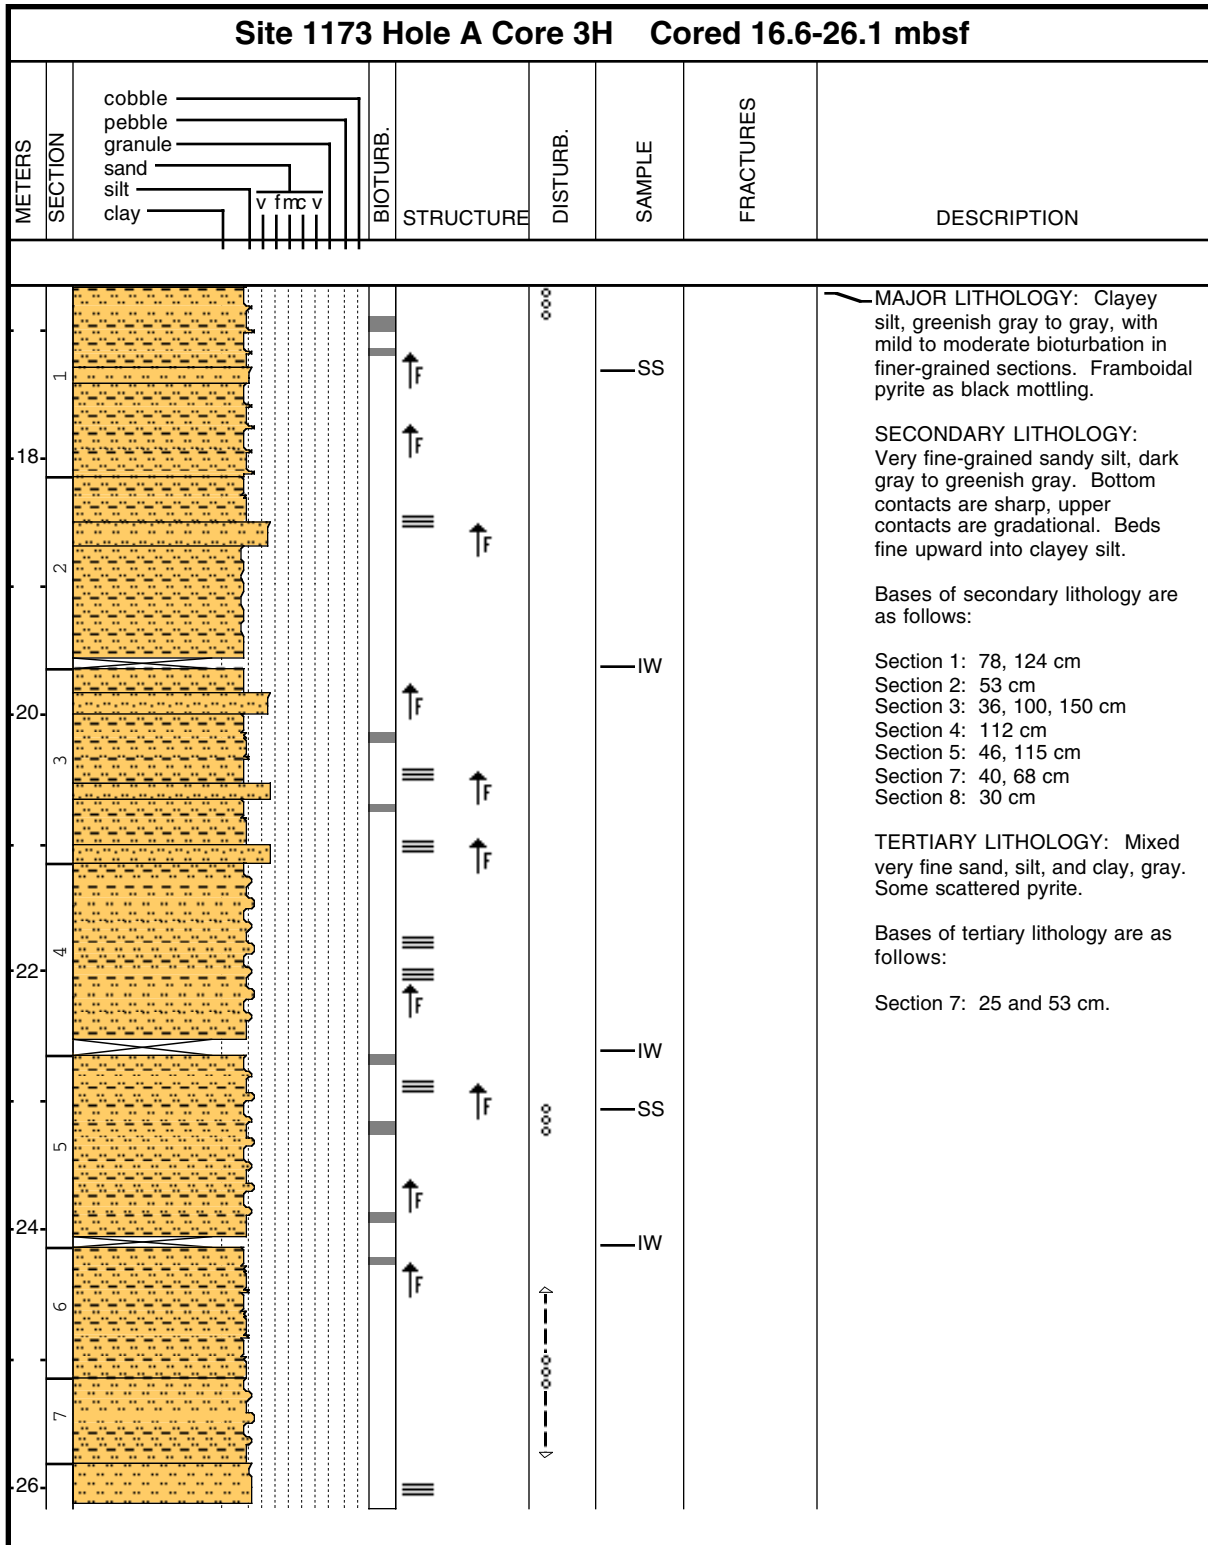 Site 1173 Hole A Core 3H Cored 16.6-26.1 mbsf
METERS
SECTION
cobble
pebble
granule
sand
silt
clay
v f m c v
BIOTURB.
STRUCTURE
DISTURB.
SAMPLE
FRACTURES
DESCRIPTION
18
20
22
24
26
1
2
3
4
5
6
7
F
F
F
F
F
F
F
F
F
F
SS
IW
IW
SS
IW
MAJOR LITHOLOGY: Clayey
silt, greenish gray to gray, with
mild to moderate bioturbation in
finer-grained sections. Framboidal
pyrite as black mottling.
SECONDARY LITHOLOGY:
Very fine-grained sandy silt, dark
gray to greenish gray. Bottom
contacts are sharp, upper
contacts are gradational. Beds
fine upward into clayey silt.
Bases of secondary lithology are
as follows:
Section 1: 78, 124 cm
Section 2: 53 cm
Section 3: 36, 100, 150 cm
Section 4: 112 cm
Section 5: 46, 115 cm
Section 7: 40, 68 cm
Section 8: 30 cm
TERTIARY LITHOLOGY: Mixed
very fine sand, silt, and clay, gray.
Some scattered pyrite.
Bases of tertiary lithology are as
follows:
Section 7: 25 and 53 cm.